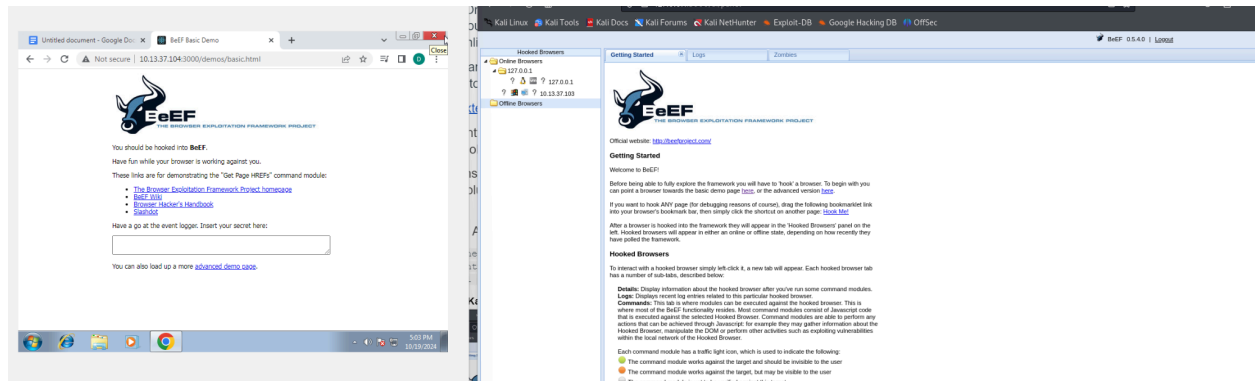 Untitled document - Google Doc
BeEF Basic Demo
Close
Not secure | 10.13.37.104:3000/demos/basic.html
BeEF
THE BROWSER EXPLOITATION FRAMEWORK PROJECT
You should be hooked into BeEF.
Have fun while your browser is working against you.
These links are for demonstrating the "Get Page HREFs" command module:
The Browser Exploitation Framework Project homepage
BeEF Wiki
Browser Hacker's Handbook
Slashdot
Have a go at the event logger. Insert your secret here:
You can also load up a more advanced demo page.
5:03 PM
10/19/2024
Kali Linux Kali Tools Kali Docs Kali Forums Kali NetHunter Exploit-DB Google Hacking DB OffSec
BeEF 0.5.4.0 | Logout
Hooked Browsers
Online Browsers
127.0.0.1
? ? 127.0.0.1
? ? 10.13.37.103
Offline Browsers
Getting Started Logs Zombies
BeEF
THE BROWSER EXPLOITATION FRAMEWORK PROJECT
Official website: http://beefproject.com/
Getting Started
Welcome to BeEF!
Before being able to fully explore the framework you will have to 'hook' a browser. To begin with you
can point a browser towards the basic demo page here, or the advanced version here.
If you want to hook ANY page (for debugging reasons of course), drag the following bookmarklet link
into your browser's bookmark bar, then simply click the shortcut on another page: Hook Me!
After a browser is hooked into the framework they will appear in the 'Hooked Browsers' panel on the
left. Hooked browsers will appear in either an online or offline state, depending on how recently they
have polled the framework.
Hooked Browsers
To interact with a hooked browser simply left-click it, a new tab will appear. Each hooked browser tab
has a number of sub-tabs, described below:
Details: Display information about the hooked browser after you've run some command modules.
Logs: Displays recent log entries related to this particular hooked browser.
Commands: This tab is where modules can be executed against the hooked browser. This is
where most of the BeEF functionality resides. Most command modules consist of Javascript code
that is executed against the selected Hooked Browser. Command modules are able to perform any
actions that can be achieved through Javascript: for example they may gather information about the
Hooked Browser, manipulate the DOM or perform other activities such as exploiting vulnerabilities
within the local network of the Hooked Browser.
Each command module has a traffic light icon, which is used to indicate the following:
The command module works against the target and should be invisible to the user
The command module works against the target, but may be visible to the user